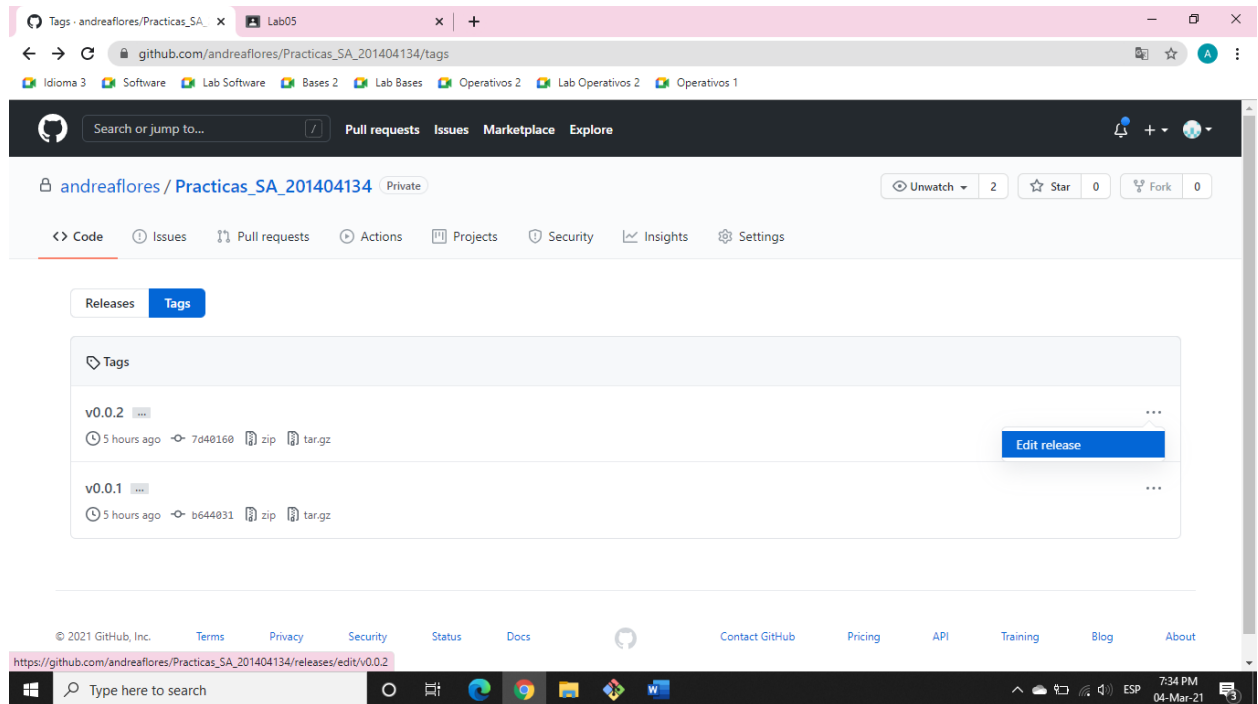 Tags · andreaflores/Practicas_SA_
Lab05
github.com/andreaflores/Practicas_SA_201404134/tags
A
Idioma 3 Software Lab Software Bases 2 Lab Bases Operativos 2 Lab Operativos 2 Operativos 1
Search or jump to... / Pull requests Issues Marketplace Explore
andreaflores / Practicas_SA_201404134 Private
Unwatch 2 Star 0 Fork 0
<> Code Issues Pull requests Actions Projects Security Insights Settings
Releases Tags
Tags
v0.0.2 ...
5 hours ago 7d40160 zip tar.gz
Edit release
v0.0.1 ...
5 hours ago b644031 zip tar.gz
© 2021 GitHub, Inc. Terms Privacy Security Status Docs Contact GitHub Pricing API Training Blog About
https://github.com/andreaflores/Practicas_SA_201404134/releases/edit/v0.0.2
Type here to search
ESP
7:34 PM
04-Mar-21
3